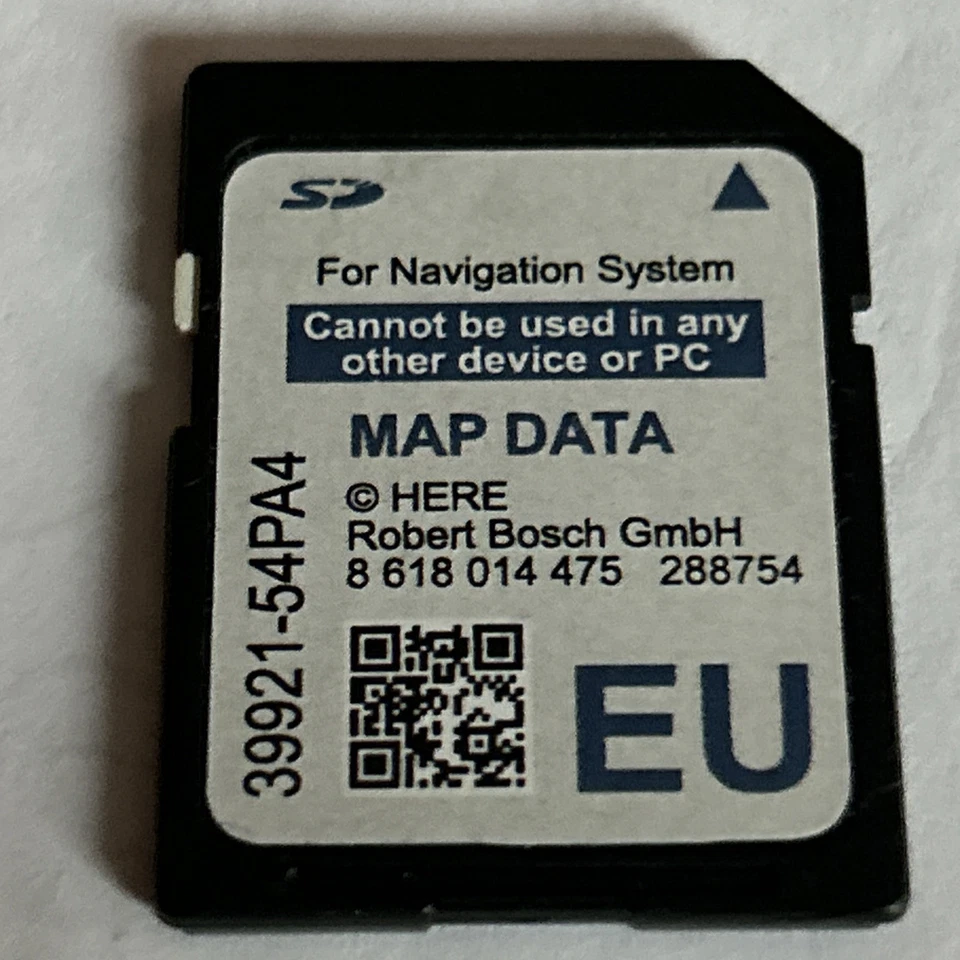 SD
For Navigation System
Cannot be used in any
other device or PC
MAP DATA
© HERE
Robert Bosch GmbH
8 618 014 475 288754
39921-54PA4
EU